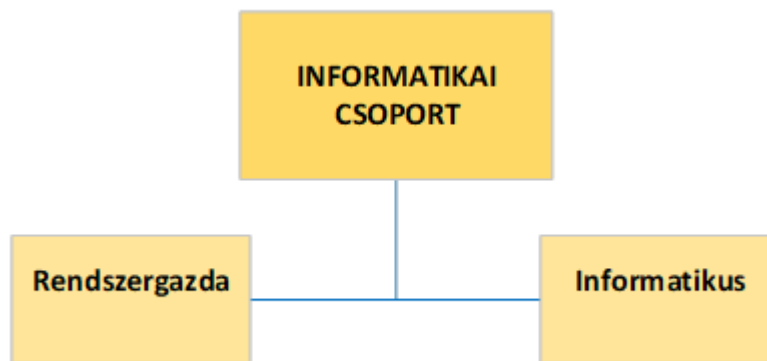 INFORMATIKAI
CSOPORT
Rendszergazda
Informatikus